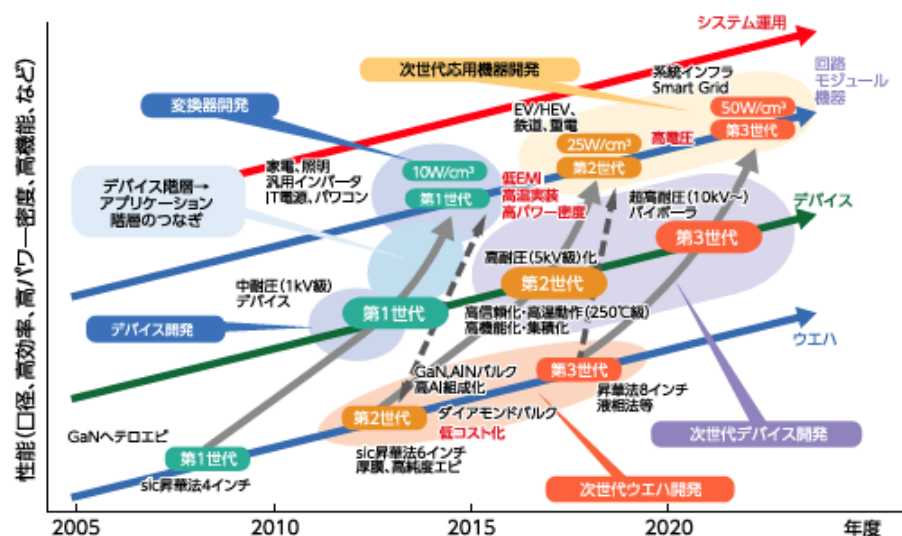 性能(口径、高効率、高パワー密度、高機能、など)
システム運用
回路
モジュール
機器
次世代応用機器開発
系統インフラ
Smart Grid
変換器開発
EV/HEV、
鉄道、重電
50W/cm³
第3世代
25W/cm³
第2世代
高電圧
家電、照明
汎用インバータ
IT電源、パワコン
10W/cm³
第1世代
低EMI
高温実装
高パワー密度
デバイス階層→
アプリケーション
階層のつなぎ
超高耐圧(10kV〜)
バイポーラ
デバイス
第3世代
高耐圧(5kV級)化
第2世代
中耐圧(1kV級)
デバイス
第1世代
高信頼化・高温動作(250℃級)
高機能化・集積化
デバイス開発
ウエハ
GaN,AlNバルク
高Al組成化
第3世代
昇華法8インチ
液相法等
第2世代
ダイアモンドバルク
低コスト化
次世代デバイス開発
GaNヘテロエピ
第1世代
sic昇華法4インチ
sic昇華法6インチ
厚膜、高純度エピ
次世代ウエハ開発
2005
2010
2015
2020
年度